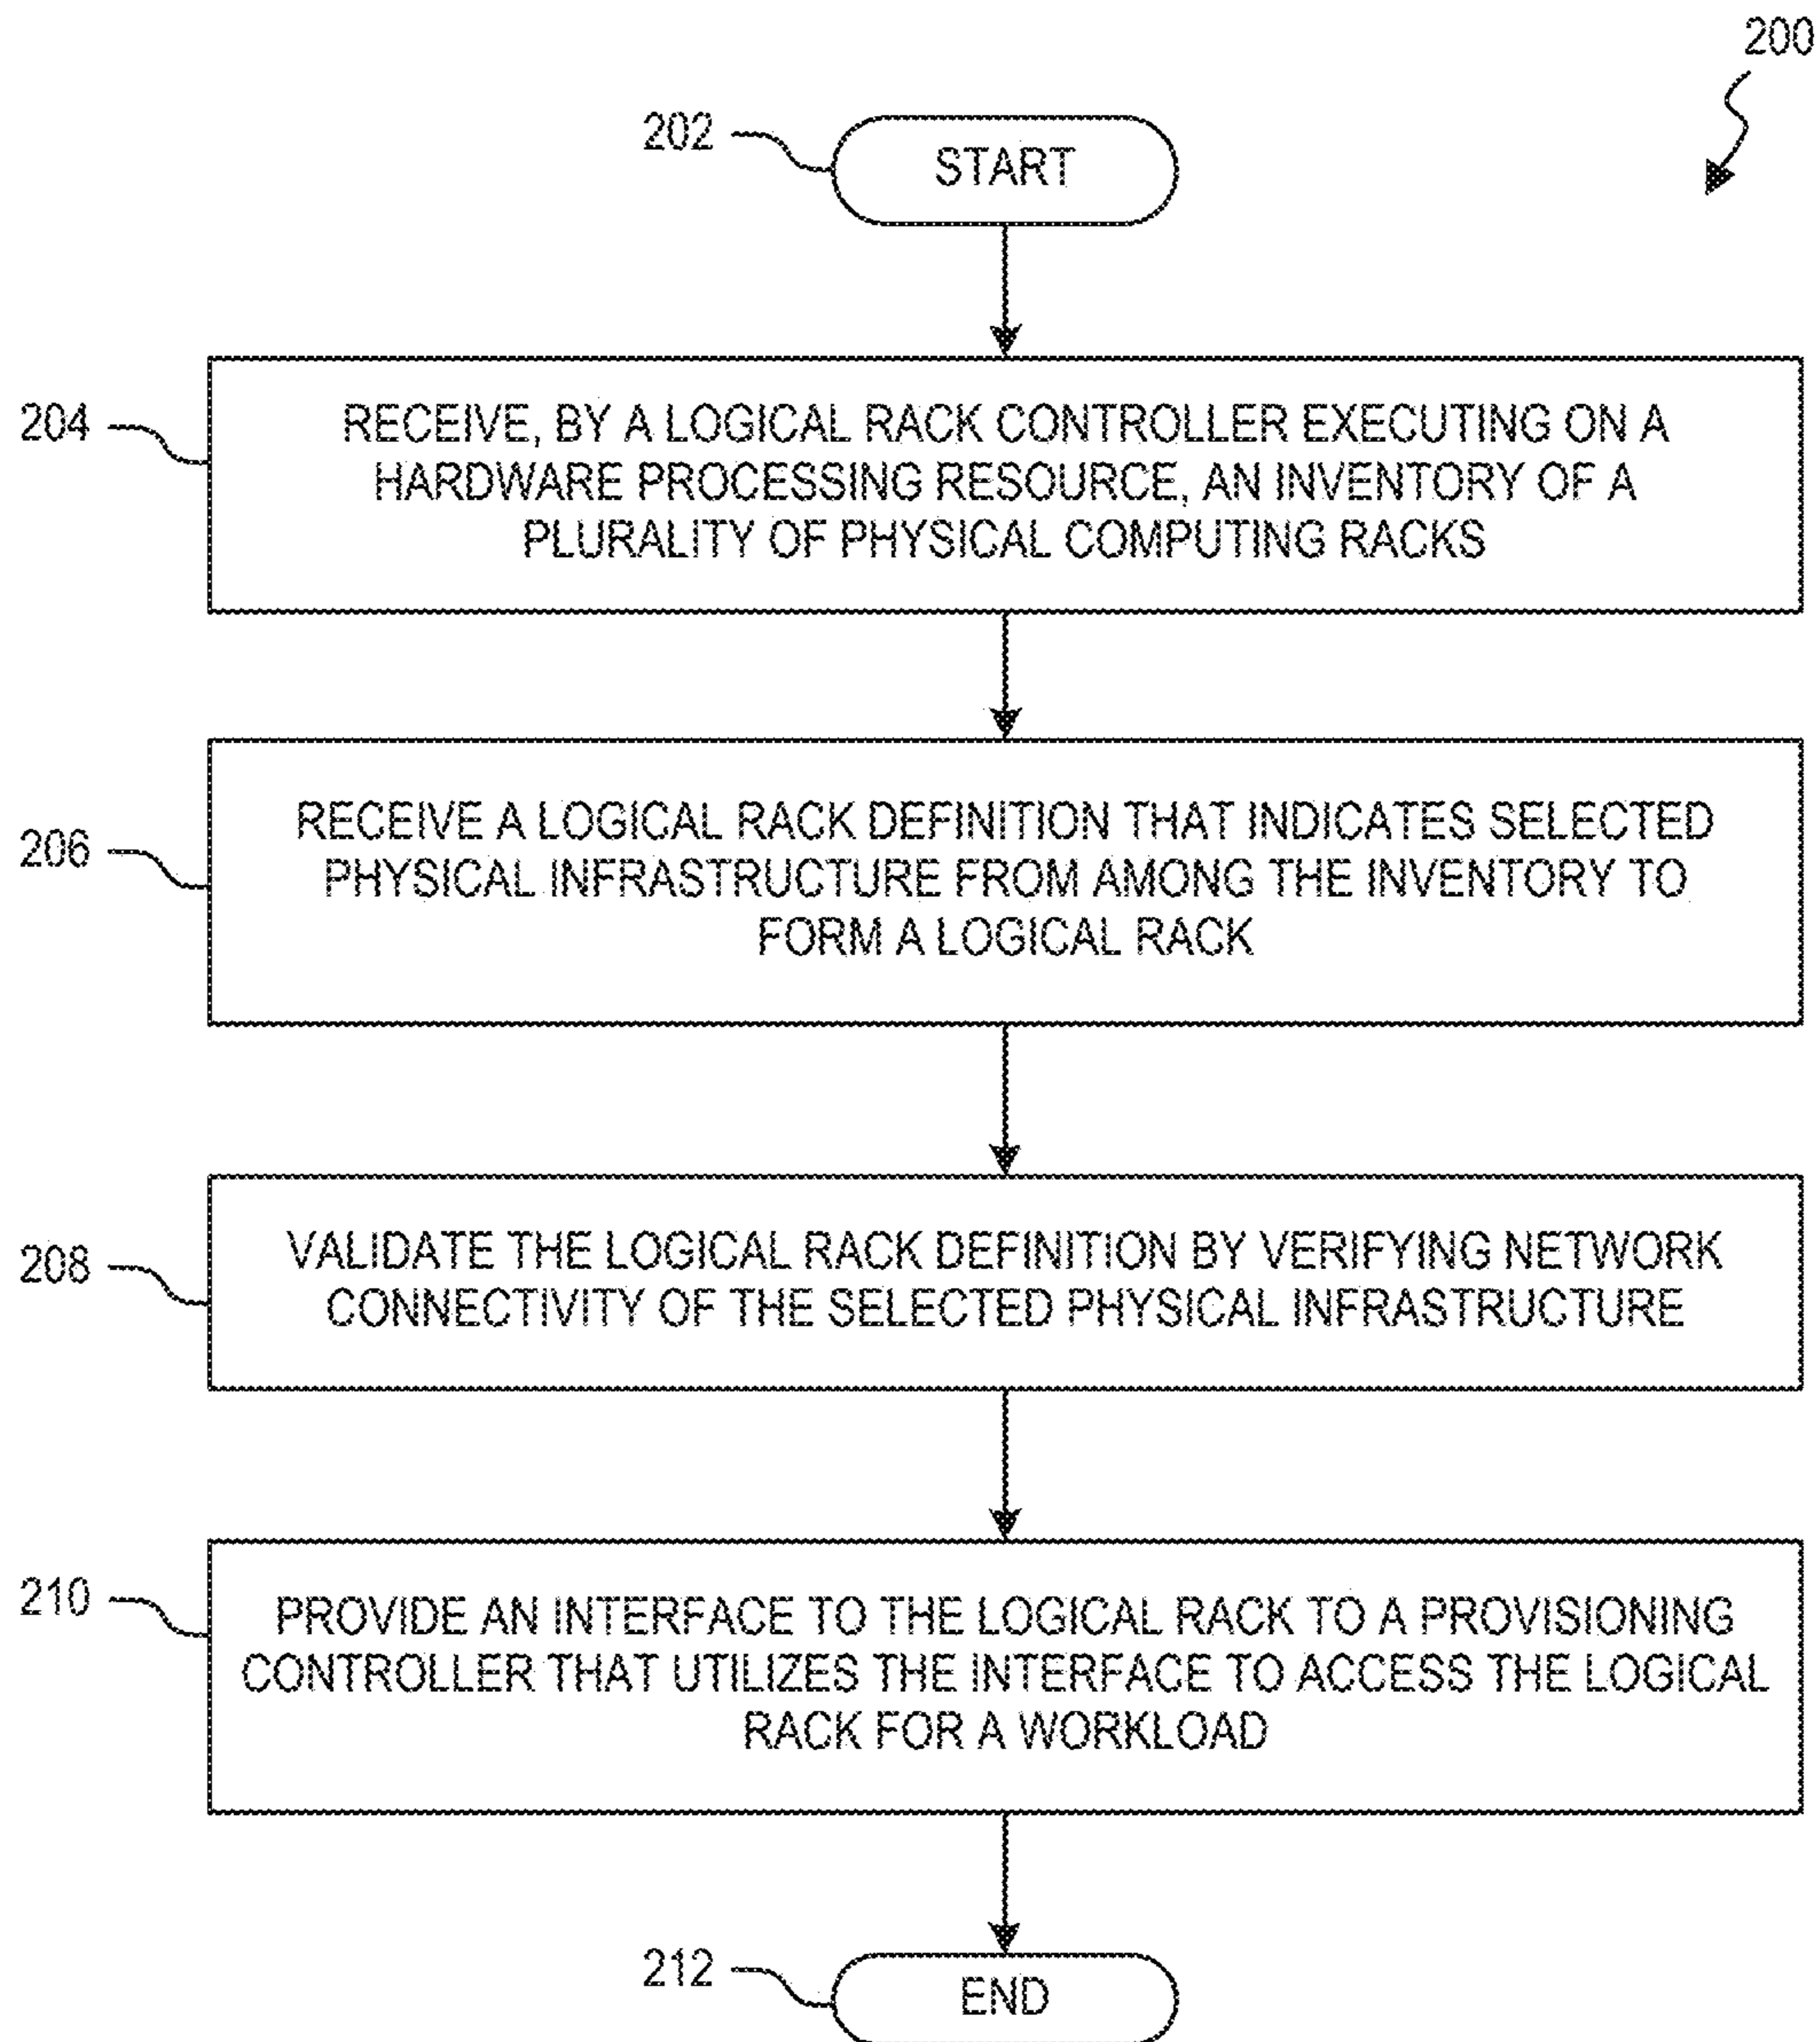 200
202
START
204
RECEIVE, BY A LOGICAL RACK CONTROLLER EXECUTING ON A
HARDWARE PROCESSING RESOURCE, AN INVENTORY OF A
PLURALITY OF PHYSICAL COMPUTING RACKS
206
RECEIVE A LOGICAL RACK DEFINITION THAT INDICATES SELECTED
PHYSICAL INFRASTRUCTURE FROM AMONG THE INVENTORY TO
FORM A LOGICAL RACK
208
VALIDATE THE LOGICAL RACK DEFINITION BY VERIFYING NETWORK
CONNECTIVITY OF THE SELECTED PHYSICAL INFRASTRUCTURE
210
PROVIDE AN INTERFACE TO THE LOGICAL RACK TO A PROVISIONING
CONTROLLER THAT UTILIZES THE INTERFACE TO ACCESS THE LOGICAL
RACK FOR A WORKLOAD
212
END